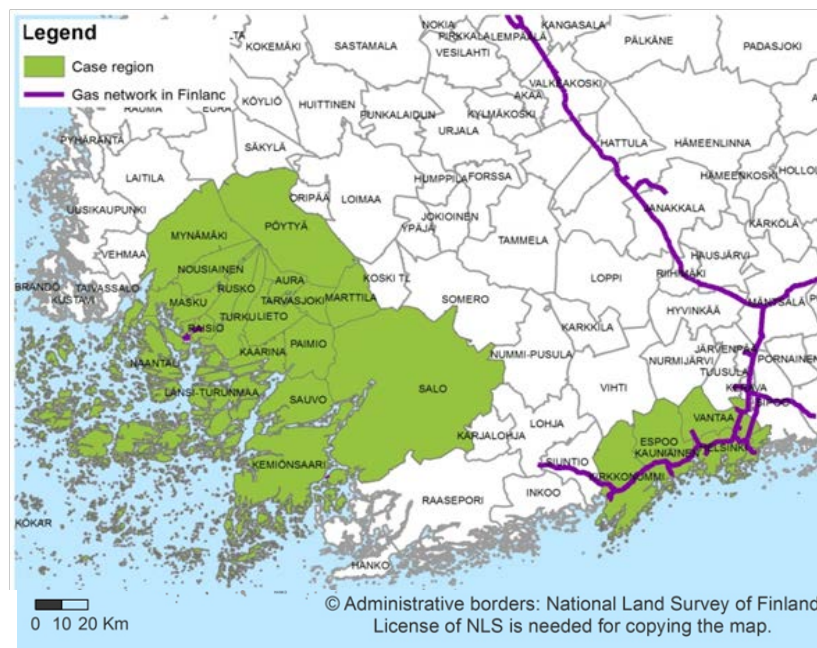 Legend
Case region
Gas network in Finlanc
NOKIA
KANGASALA
PIRKKALA
LEMPÄÄLÄ
KOKEMÄKI
SASTAMALA
VESILAHTI
PÄLKÄNE
PADASJOKI
VALKEAKOSKI
AKAA
KÖYLIÖ
HUITTINEN
PUNKALAIDUN
KYLMÄKOSKI
RAUMA
EURA
URJALA
HATTULA
HÄMEENLINNA
PYHÄRANTA
SÄKYLÄ
LAITILA
HUMPPILA
FORSSA
HÄMEENKOSKI
HOLLOL
ORIPÄÄ
LOIMAA
UUSIKAUPUNKI
JOKIOINEN
JANAKKALA
KÄRKÖLÄ
PÖYTYÄ
YPÄJÄ
MYNÄMÄKI
TAMMELA
VEHMAA
HAUSJÄRVI
NOUSIAINEN
KOSKI TL
LOPPI
RIIHIMÄKI
BRÄNDÖ
TAIVASSALO
KUSTAVI
RUSKO
AURA
MASKU
TARVASJOKI
MARTTILA
SOMERO
MÄNTSÄLÄ
HYVINKÄÄ
TURKU
LIETO
RAISIO
KARKKILA
KAARINA
PAIMIO
JÄRVENPÄÄ
NUMMI-PUSULA
NURMIJÄRVI
PORNAINEN
NAANTALI
TUUSULA
SALO
VIHTI
KERAVA
LÄNSI-TURUNMAA
SAUVO
SIPOO
VANTAA
LOHJA
KARJALOHJA
ESPOO
KAUNIAINEN
HELSINKI
SIUNTIO
KEMIÖNSAARI
KIRKKONUMMI
RAASEPORI
INKOO
KÖKAR
HANKO
0 10 20 Km
© Administrative borders: National Land Survey of Finland
License of NLS is needed for copying the map.